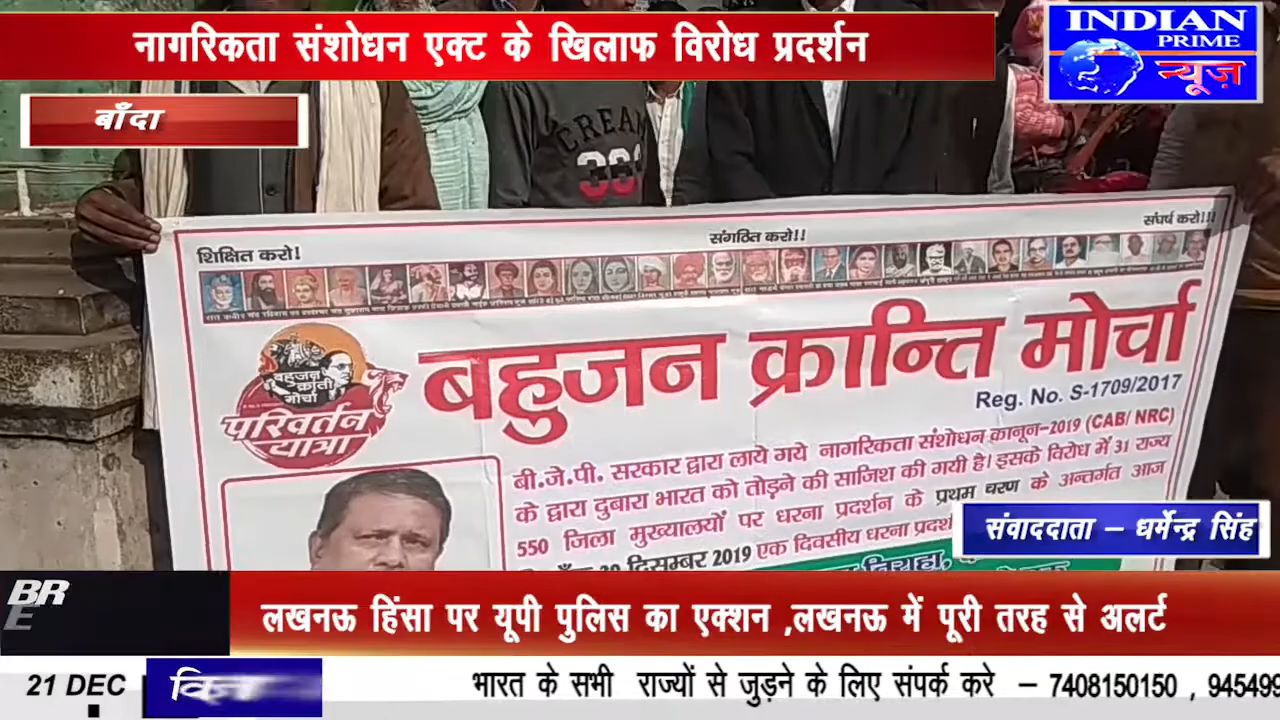 नागरिकता संशोधन एक्ट के खिलाफ विरोध प्रदर्शन
INDIAN
PRIME
न्यूज़
बाँदा
CREAM
शिक्षित करो!
संगठित करो!!
संघर्ष करो!!!
बहुजन क्रान्ति मोर्चा
Reg. No. S-1709/2017
बहुजन
क्रांती
मोर्चा
परिवर्तन
यात्रा
बी.जे.पी. सरकार द्वारा लाये गये नागरिकता संशोधन क़ानून-2019 (CAB/ NRC)
के द्वारा दुबारा भारत को तोड़ने की साजिश की गयी है। इसके विरोध में 31 राज्य
550 जिला मुख्यालयों पर धरना प्रदर्शन के प्रथम चरण के अन्तर्गत आज
दिसम्बर 2019 एक दिवसीय धरना
संवाददाता – धर्मेन्द्र सिंह
BR
E
लखनऊ हिंसा पर यूपी पुलिस का एक्शन ,लखनऊ में पूरी तरह से अलर्ट
21 DEC
भारत के सभी राज्यों से जुड़ने के लिए संपर्क करे – 7408150150 , 945499